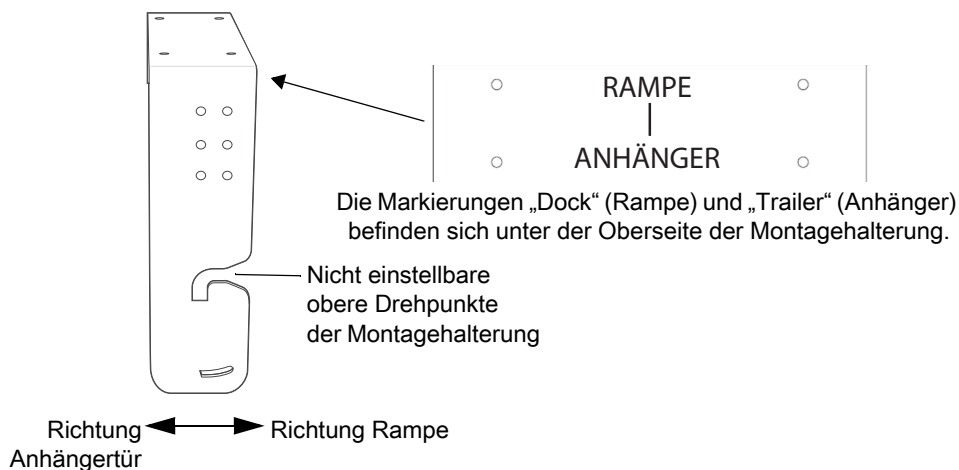 RAMPE
ANHÄNGER
Die Markierungen „Dock“ (Rampe) und „Trailer“ (Anhänger)
befinden sich unter der Oberseite der Montagehalterung.
Nicht einstellbare
obere Drehpunkte
der Montagehalterung
Richtung
Anhängertür
Richtung Rampe